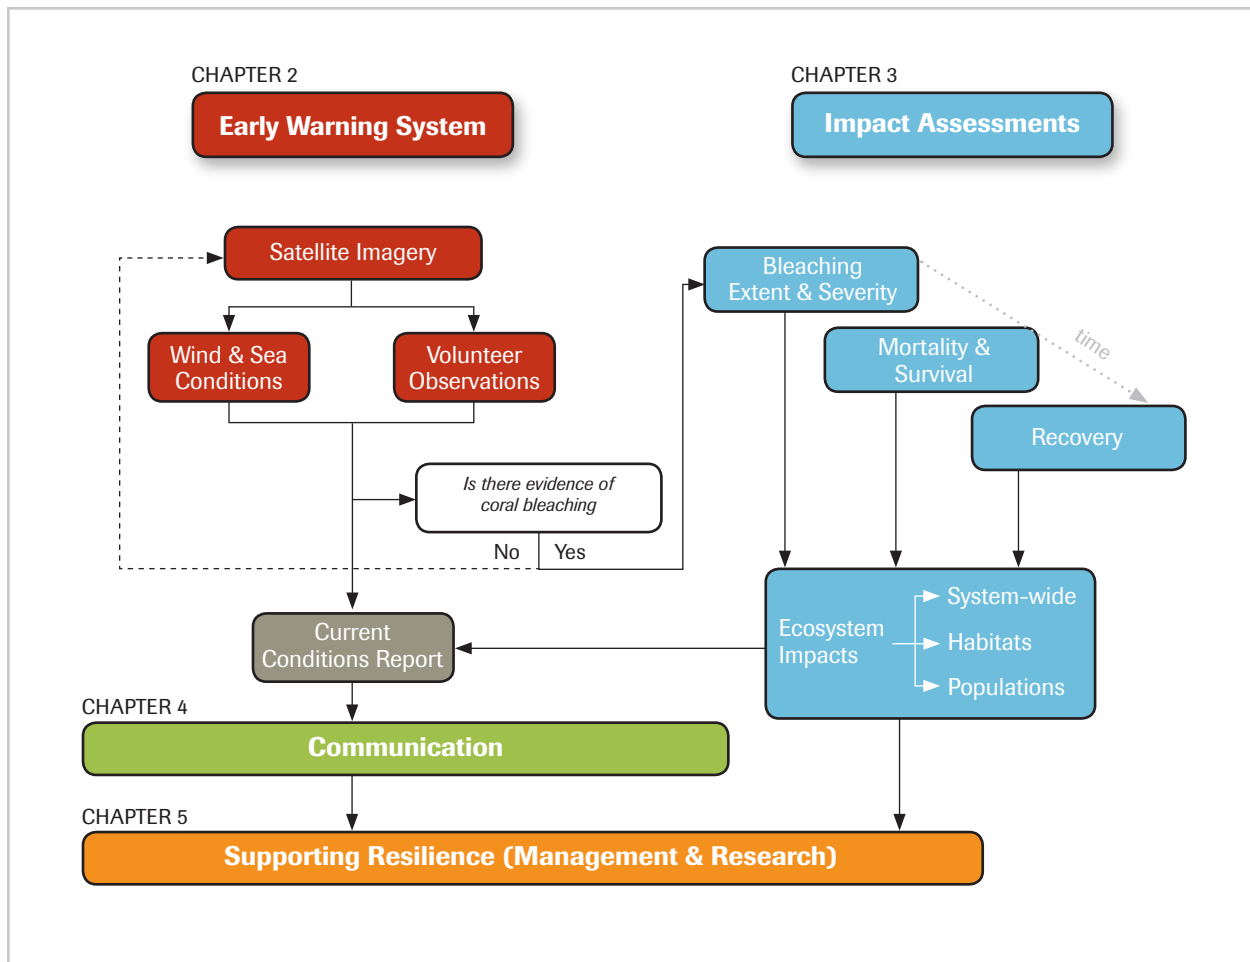 CHAPTER 2
Early Warning System
CHAPTER 3
Impact Assessments
Satellite Imagery
Wind & Sea
Conditions
Volunteer
Observations
Is there evidence of
coral bleaching
No
Yes
Bleaching
Extent & Severity
time
Mortality &
Survival
Recovery
Ecosystem
Impacts
System-wide
Habitats
Populations
Current
Conditions Report
CHAPTER 4
Communication
CHAPTER 5
Supporting Resilience (Management & Research)